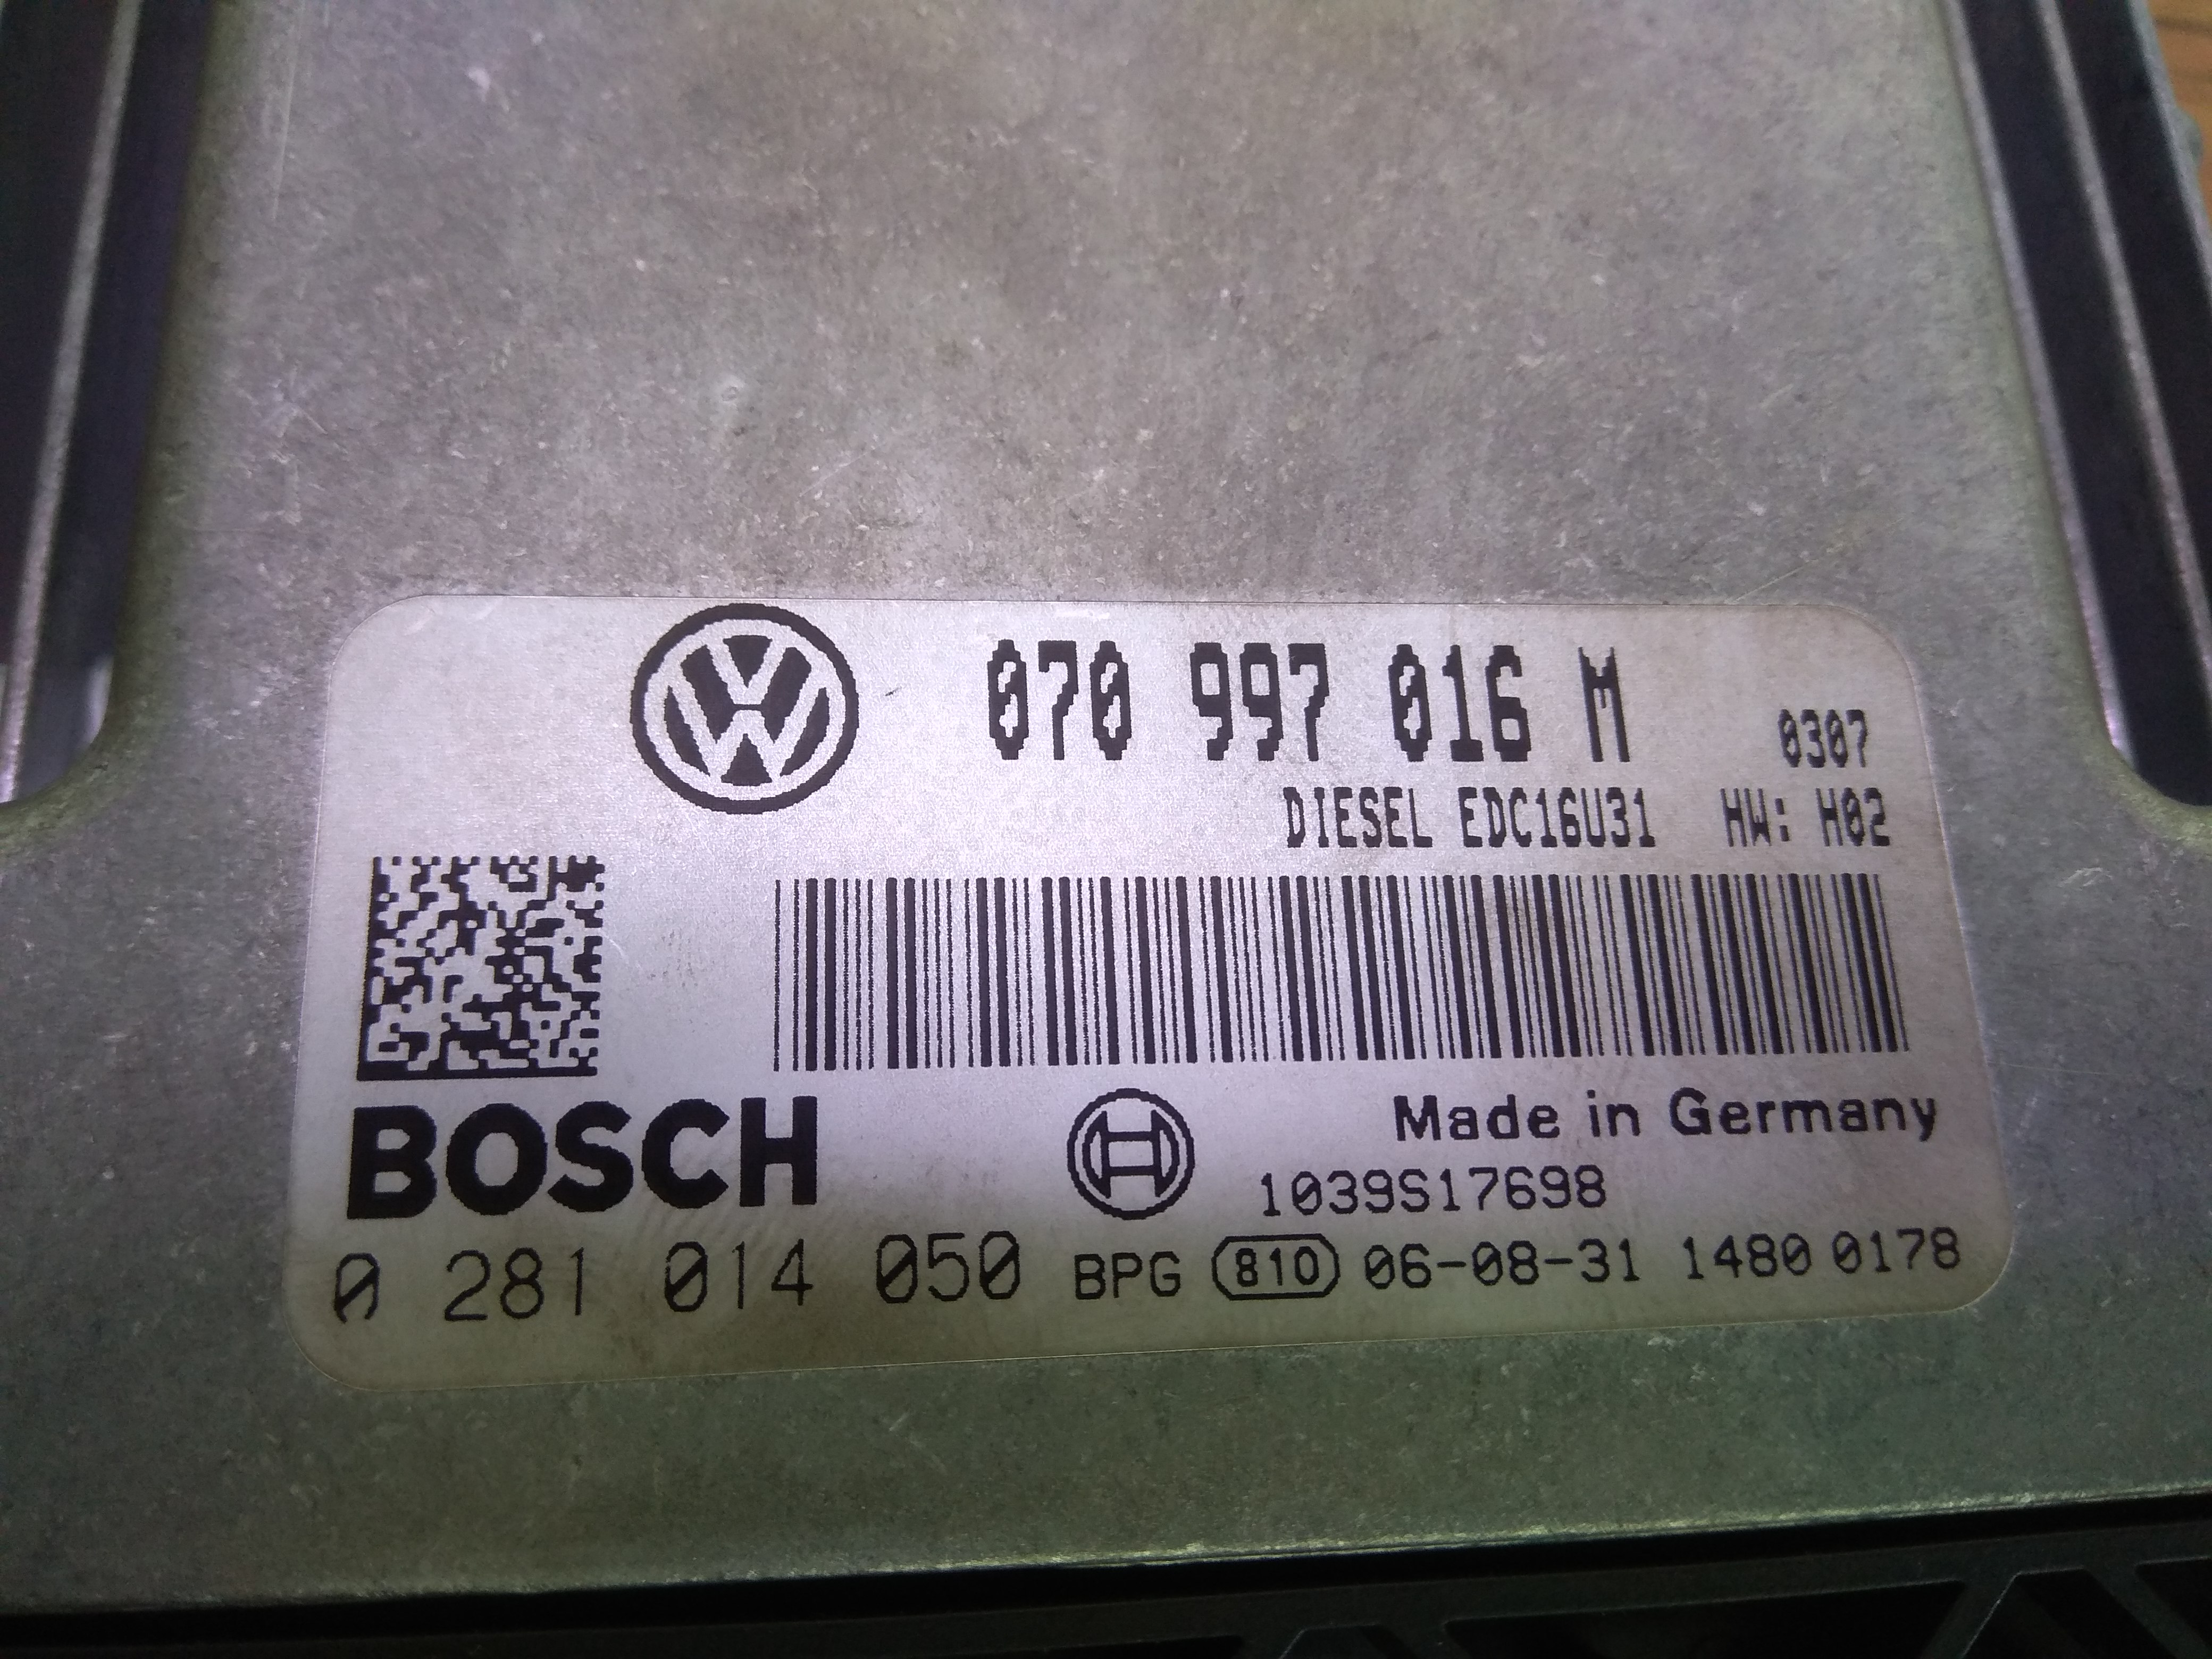 070 997 016 M 0307
DIESEL EDC16U31 HW: H02
BOSCH Made in Germany
1039S17698
0 281 014 050 BPG 810 06-08-31 1480 0178